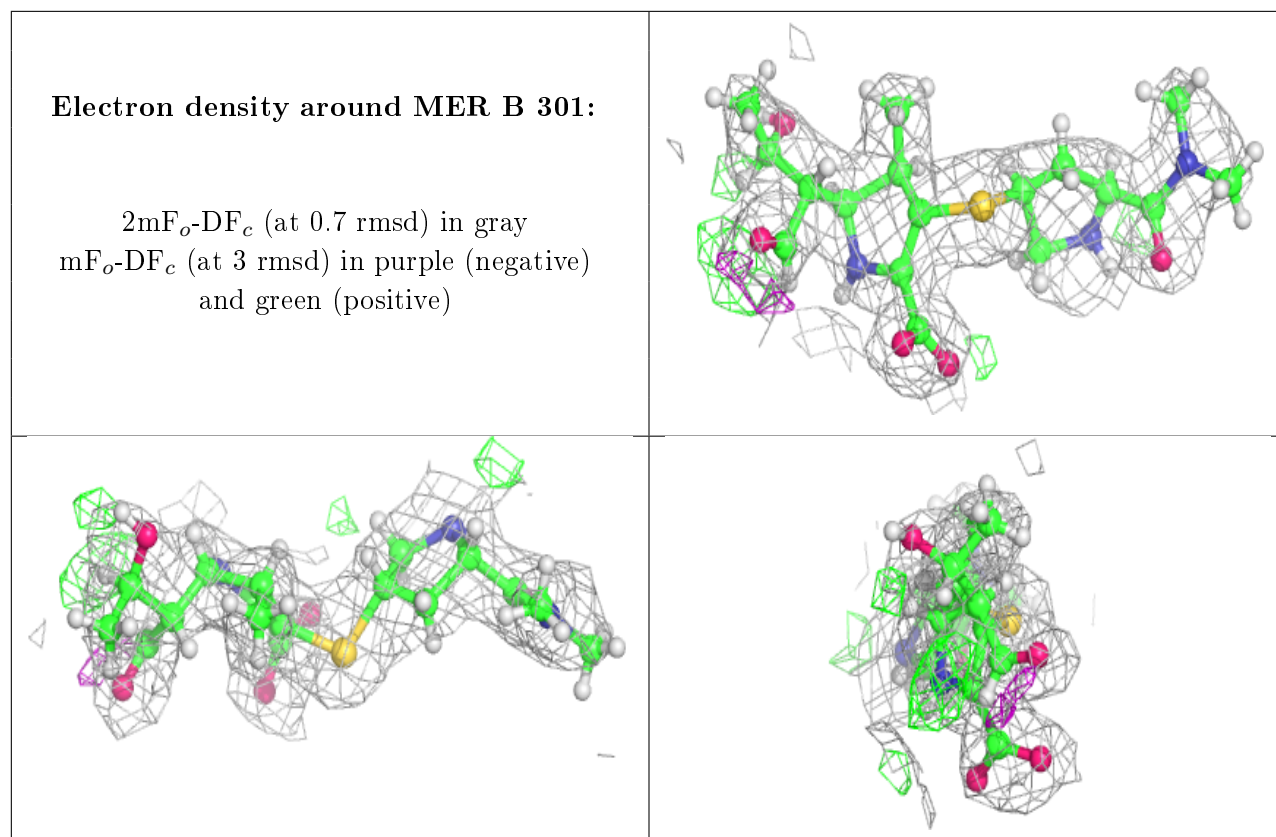 Electron density around MER B 301:
2mFo-DFc (at 0.7 rmsd) in gray
mFo-DFc (at 3 rmsd) in purple (negative)
and green (positive)